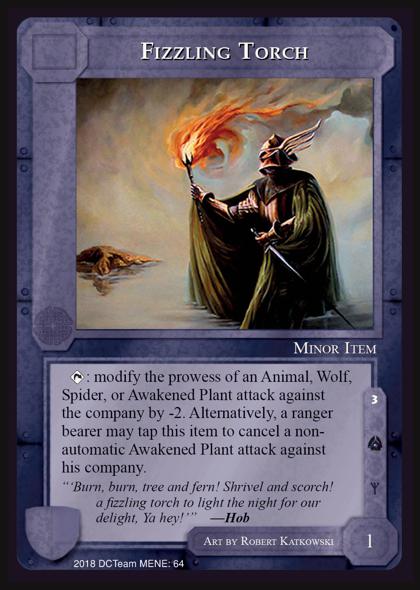 Fizzling Torch
Minor Item
: modify the prowess of an Animal, Wolf,
Spider, or Awakened Plant attack against
the company by -2. Alternatively, a ranger
bearer may tap this item to cancel a non-
automatic Awakened Plant attack against
his company.
“‘Burn, burn, tree and fern! Shrivel and scorch!
a fizzling torch to light the night for our
delight, Ya hey!’” —Hob
3
Art by Robert Katkowski
1
2018 DCTeam MENE: 64